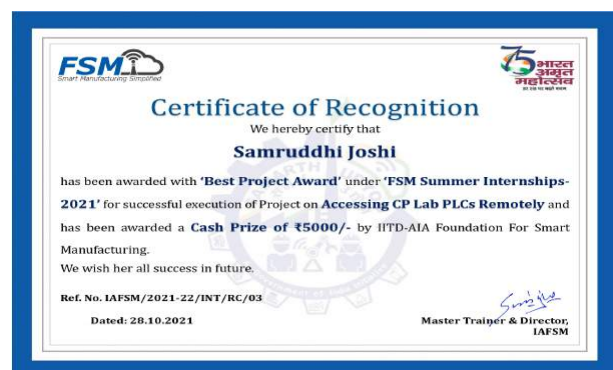 FSM
Smart Manufacturing Simplified
75
भारत
अमृत
महोत्सव
Certificate of Recognition
We hereby certify that
Samruddhi Joshi
has been awarded with 'Best Project Award' under 'FSM Summer Internships-
2021' for successful execution of Project on Accessing CP Lab PLCs Remotely and
has been awarded a Cash Prize of ₹5000/- by IITD-AIA Foundation For Smart
Manufacturing.
We wish her all success in future.
Ref. No. IAFSM/2021-22/INT/RC/03
Dated: 28.10.2021
Master Trainer & Director,
IAFSM